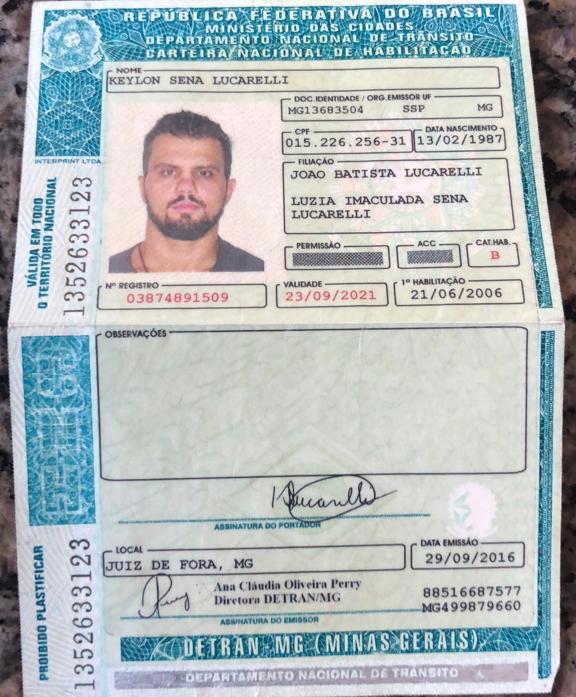 REPÚBLICA FEDERATIVA DO BRASIL
MINISTÉRIO DAS CIDADES
DEPARTAMENTO NACIONAL DE TRÂNSITO
CARTEIRA NACIONAL DE HABILITAÇÃO
INTERPRINT LTDA.
VÁLIDA EM TODO
O TERRITÓRIO NACIONAL
1352633123
NOME
KEYLON SENA LUCARELLI
DOC. IDENTIDADE / ORG. EMISSOR UF
MG13683504 SSP MG
CPF DATA NASCIMENTO
015.226.256-31 13/02/1987
FILIAÇÃO
JOAO BATISTA LUCARELLI
LUZIA IMACULADA SENA
LUCARELLI
PERMISSÃO ACC CAT.HAB.
B
Nº REGISTRO VALIDADE 1ª HABILITAÇÃO
03874891509 23/09/2021 21/06/2006
OBSERVAÇÕES
ASSINATURA DO PORTADOR
LOCAL DATA EMISSÃO
JUIZ DE FORA, MG 29/09/2016
Ana Cláudia Oliveira Perry
Diretora DETRAN/MG
88516687577
MG499879660
ASSINATURA DO EMISSOR
PROIBIDO PLASTIFICAR
1352633123
DETRAN-MG (MINAS GERAIS)
DEPARTAMENTO NACIONAL DE TRÂNSITO